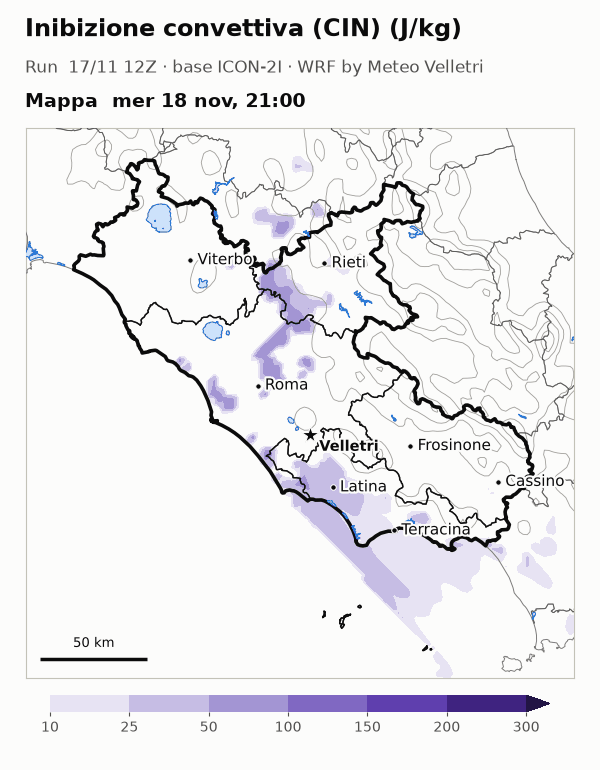 Inibizione convettiva (CIN) (J/kg)
Run 17/11 12Z · base ICON-2I · WRF by Meteo Velletri
Mappa mer 18 nov, 21:00
Viterbo
Rieti
Roma
Velletri
Frosinone
Latina
Cassino
Terracina
50 km
10 25 50 100 150 200 300